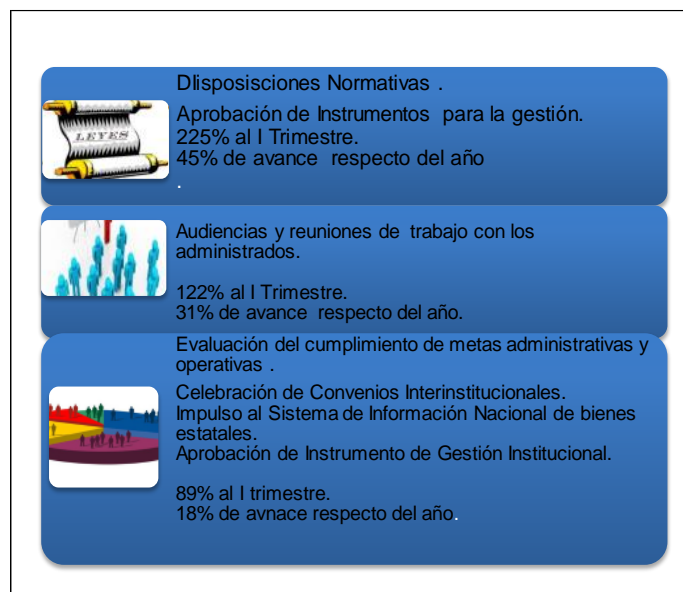 DIisposisciones Normativas .
LEYES
Aprobación de Instrumentos para la gestión.
225% al I Trimestre.
45% de avance respecto del año
.
Audiencias y reuniones de trabajo con los
administrados.
122% al I Trimestre.
31% de avance respecto del año.
Evaluación del cumplimiento de metas administrativas y
operativas .
Celebración de Convenios Interinstitucionales.
Impulso al Sistema de Información Nacional de bienes
estatales.
Aprobación de Instrumento de Gestión Institucional.
89% al I trimestre.
18% de avnace respecto del año.